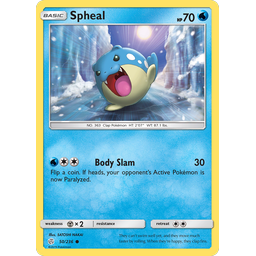 BASIC
Spheal
HP70
NO. 363 Clap Pokémon HT: 2'07" WT: 87.1 lbs.
Body Slam 30
Flip a coin. If heads, your opponent's Active Pokémon is
now Paralyzed.
weakness ×2 resistance retreat
50/236